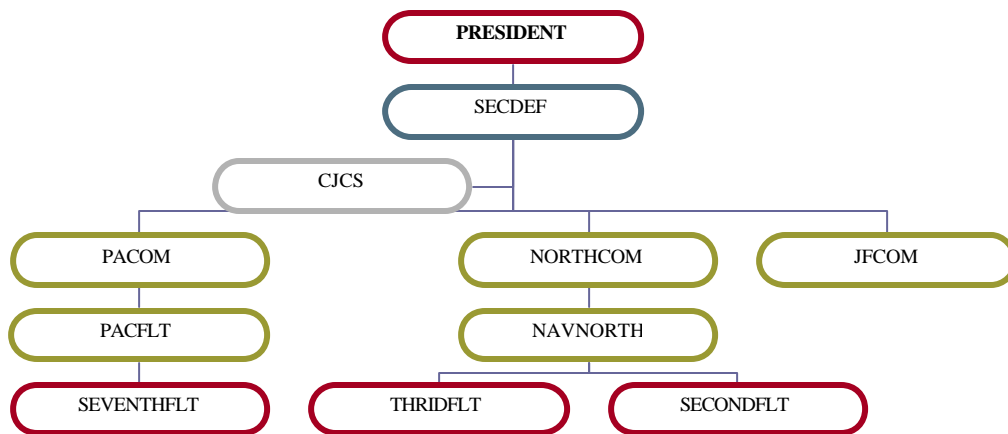 PRESIDENT
SECDEF
CJCS
PACOM
NORTHCOM
JFCOM
PACFLT
NAVNORTH
SEVENTHFLT
THRIDFLT
SECONDFLT